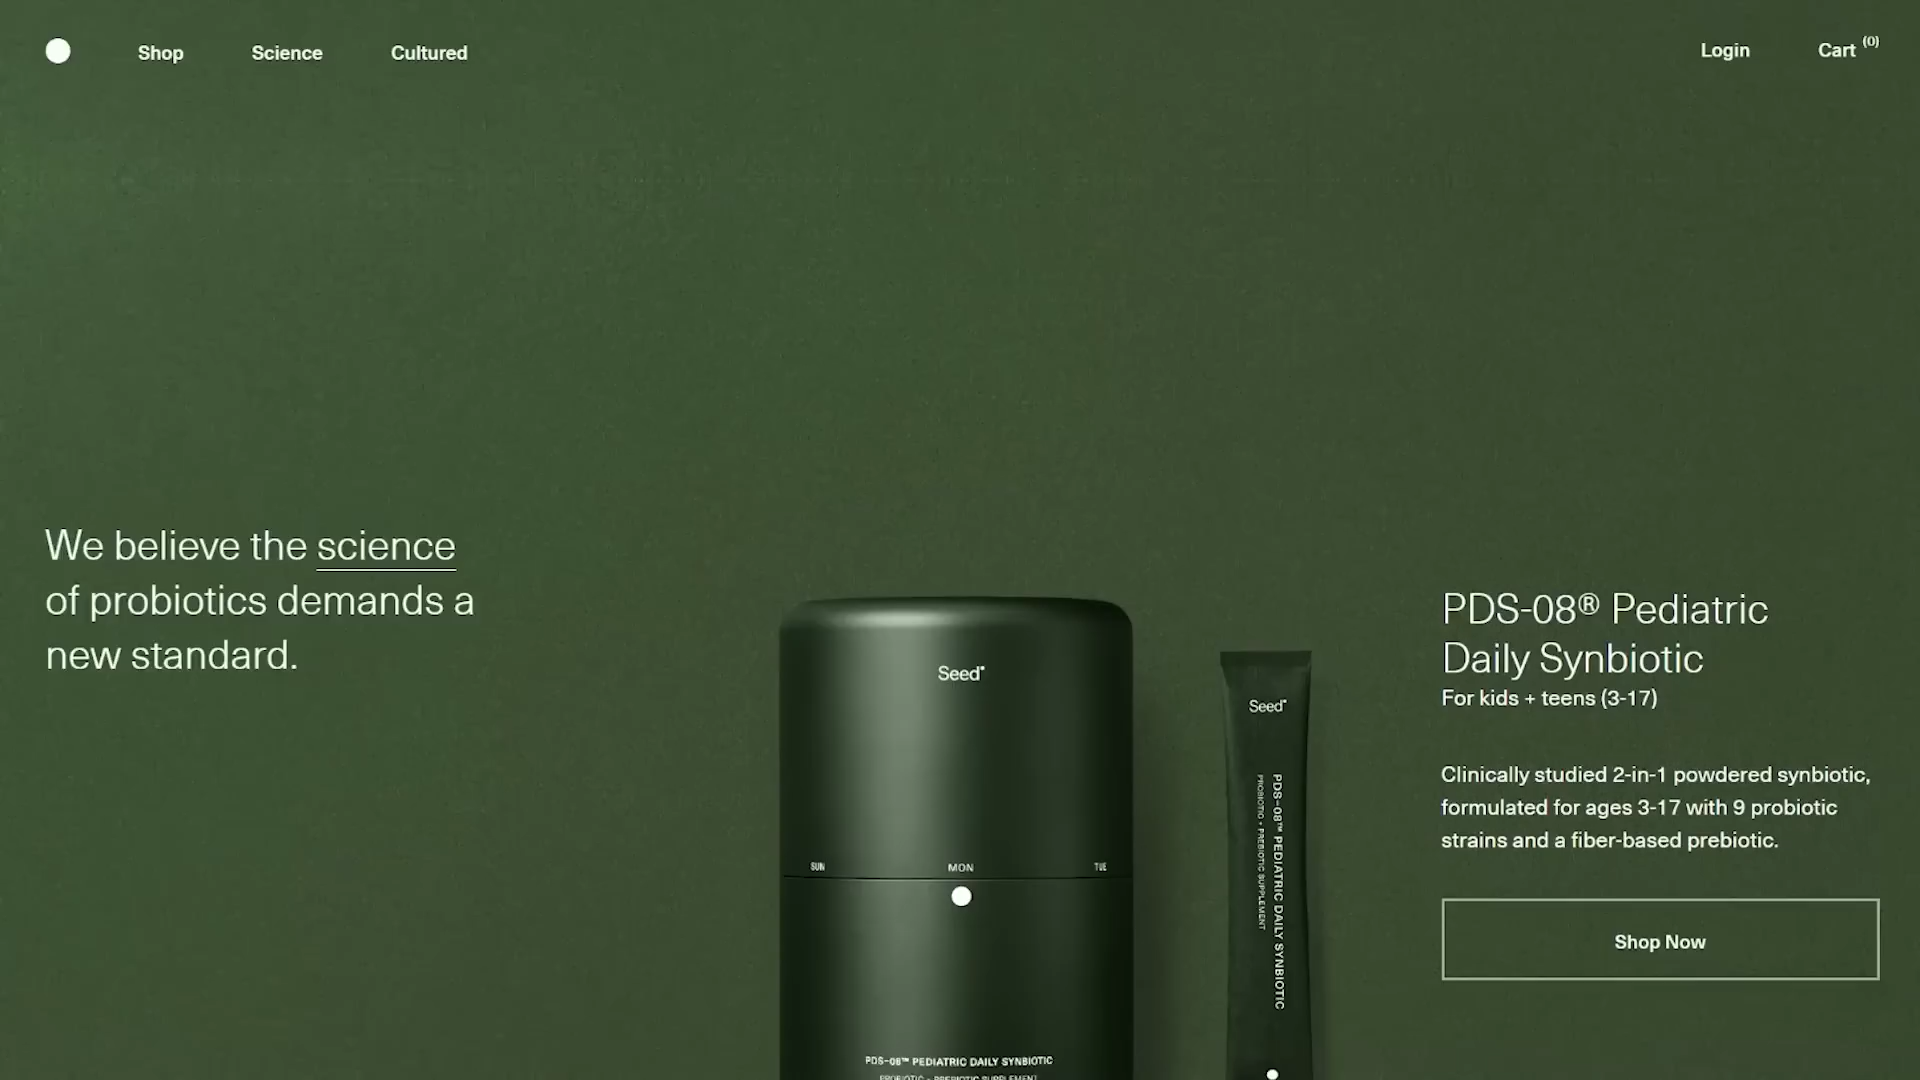 Shop
Science
Cultured
Login
Cart (0)
We believe the science
of probiotics demands a
new standard.
Seed
SUN
MON
TUE
PDS-08™ PEDIATRIC DAILY SYNBIOTIC
PROBIOTIC + PREBIOTIC SUPPLEMENT
Seed
PDS-08™ PEDIATRIC DAILY SYNBIOTIC
PROBIOTIC + PREBIOTIC SUPPLEMENT
PDS-08® Pediatric
Daily Synbiotic
For kids + teens (3-17)
Clinically studied 2-in-1 powdered synbiotic,
formulated for ages 3-17 with 9 probiotic
strains and a fiber-based prebiotic.
Shop Now